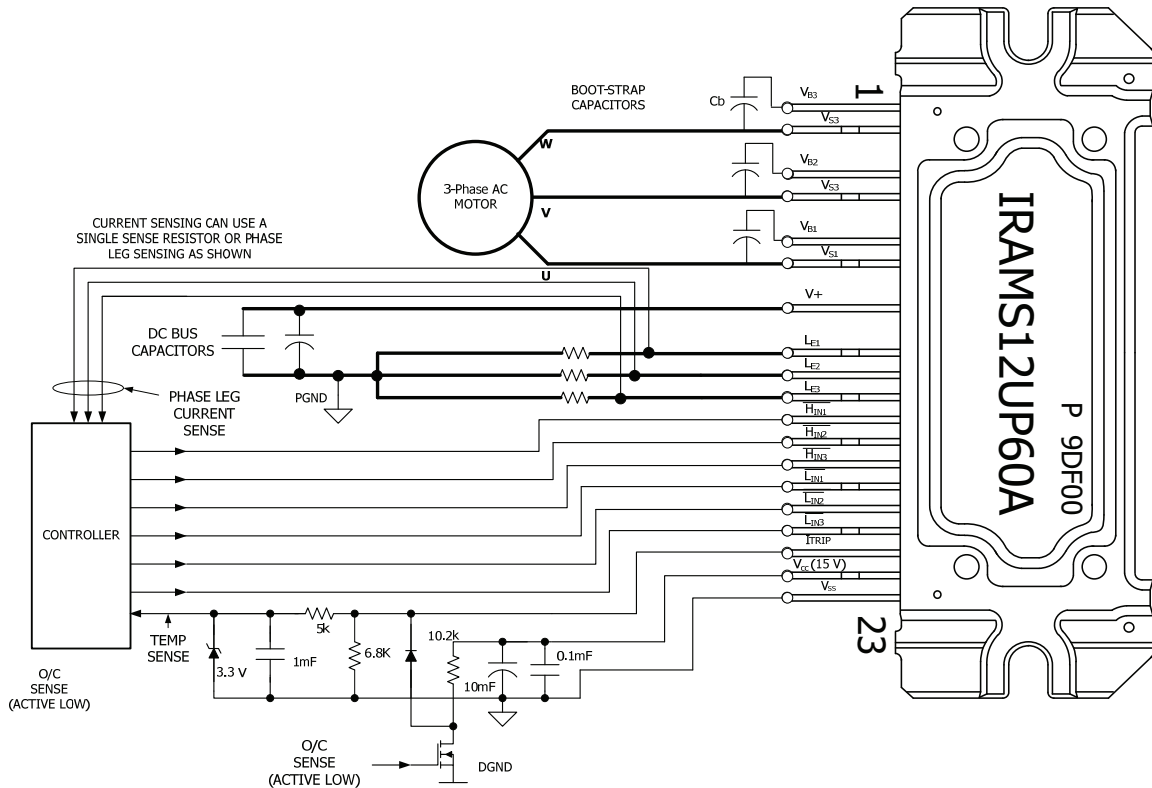 BOOT-STRAP
CAPACITORS
Cb
1
VB3
VS3
W
3-Phase AC
MOTOR
VB2
VS3
V
CURRENT SENSING CAN USE A
SINGLE SENSE RESISTOR OR PHASE
LEG SENSING AS SHOWN
VB1
VS1
U
V+
DC BUS
CAPACITORS
LE1
LE2
LE3
PGND
PHASE LEG
CURRENT
SENSE
HIN1
HIN2
HIN3
LIN1
LIN2
LIN3
ITRIP
VCC (15 V)
VSS
IRAMS12UP60A
P 9DF00
23
CONTROLLER
TEMP
SENSE
5k
3.3 V
1mF
6.8K
10.2k
10mF
0.1mF
O/C
SENSE
(ACTIVE LOW)
O/C
SENSE
(ACTIVE LOW)
DGND